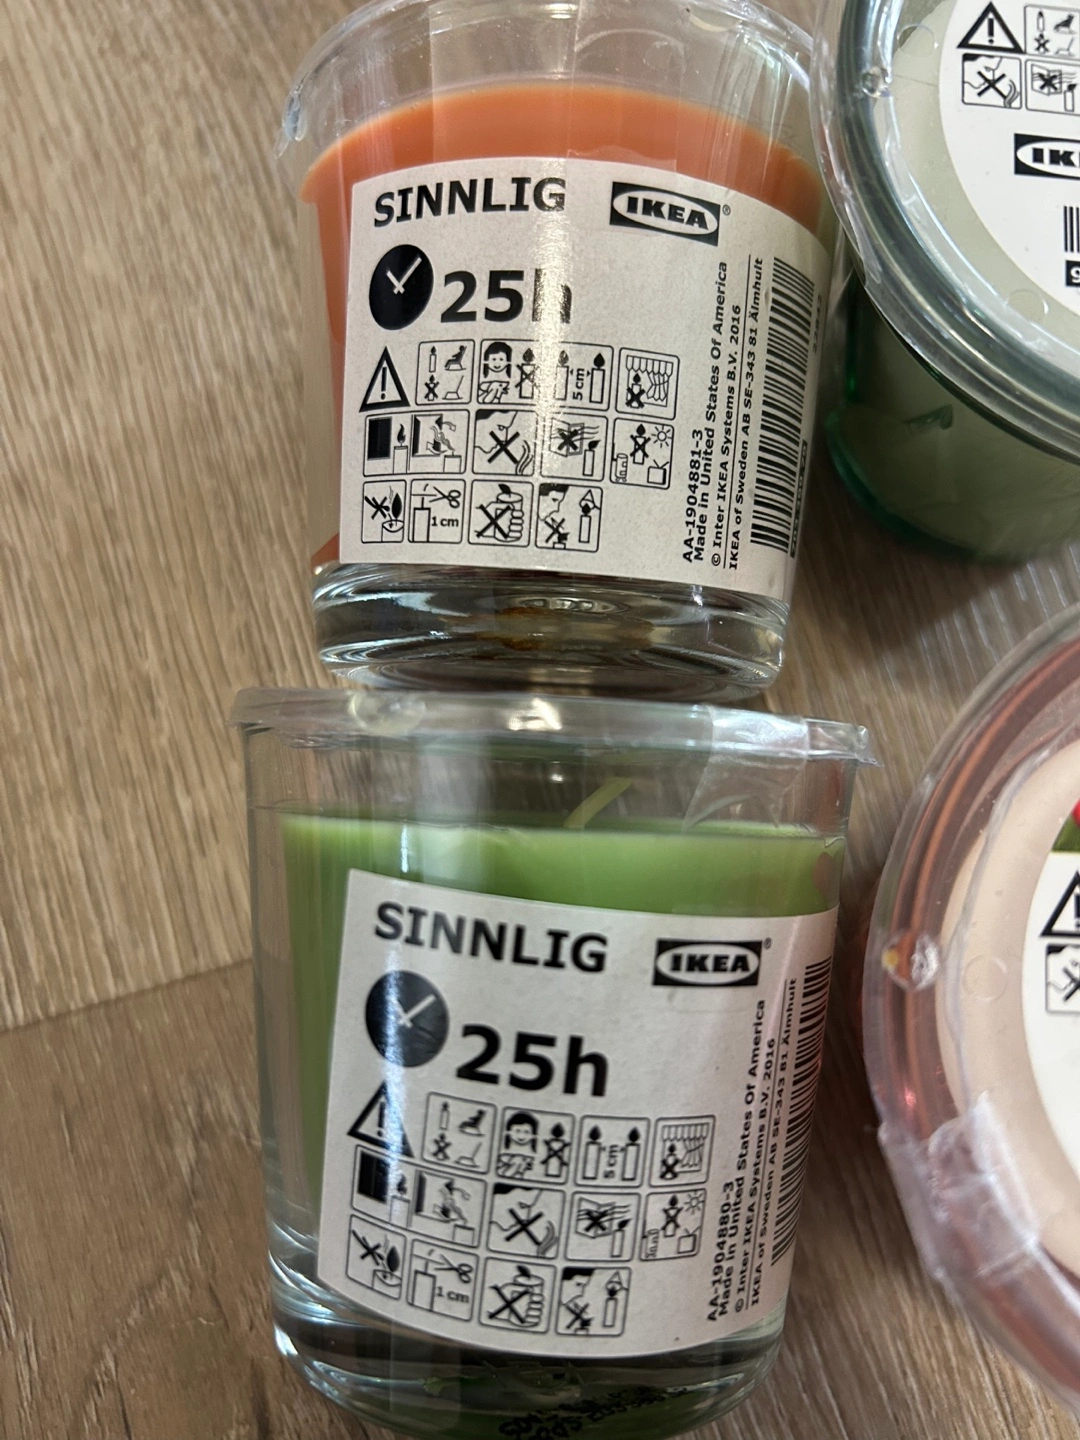 SINNLIG
IKEA®
25h
5 cm
1 cm
AA-1904881-3
Made in United States Of America
© Inter IKEA Systems B.V. 2016
IKEA of Sweden AB SE-343 81 Älmhult
22842
SINNLIG
IKEA®
25h
5 cm
1 cm
AA-1904880-3
Made in United States Of America
© Inter IKEA Systems B.V. 2016
IKEA of Sweden AB SE-343 81 Älmhult